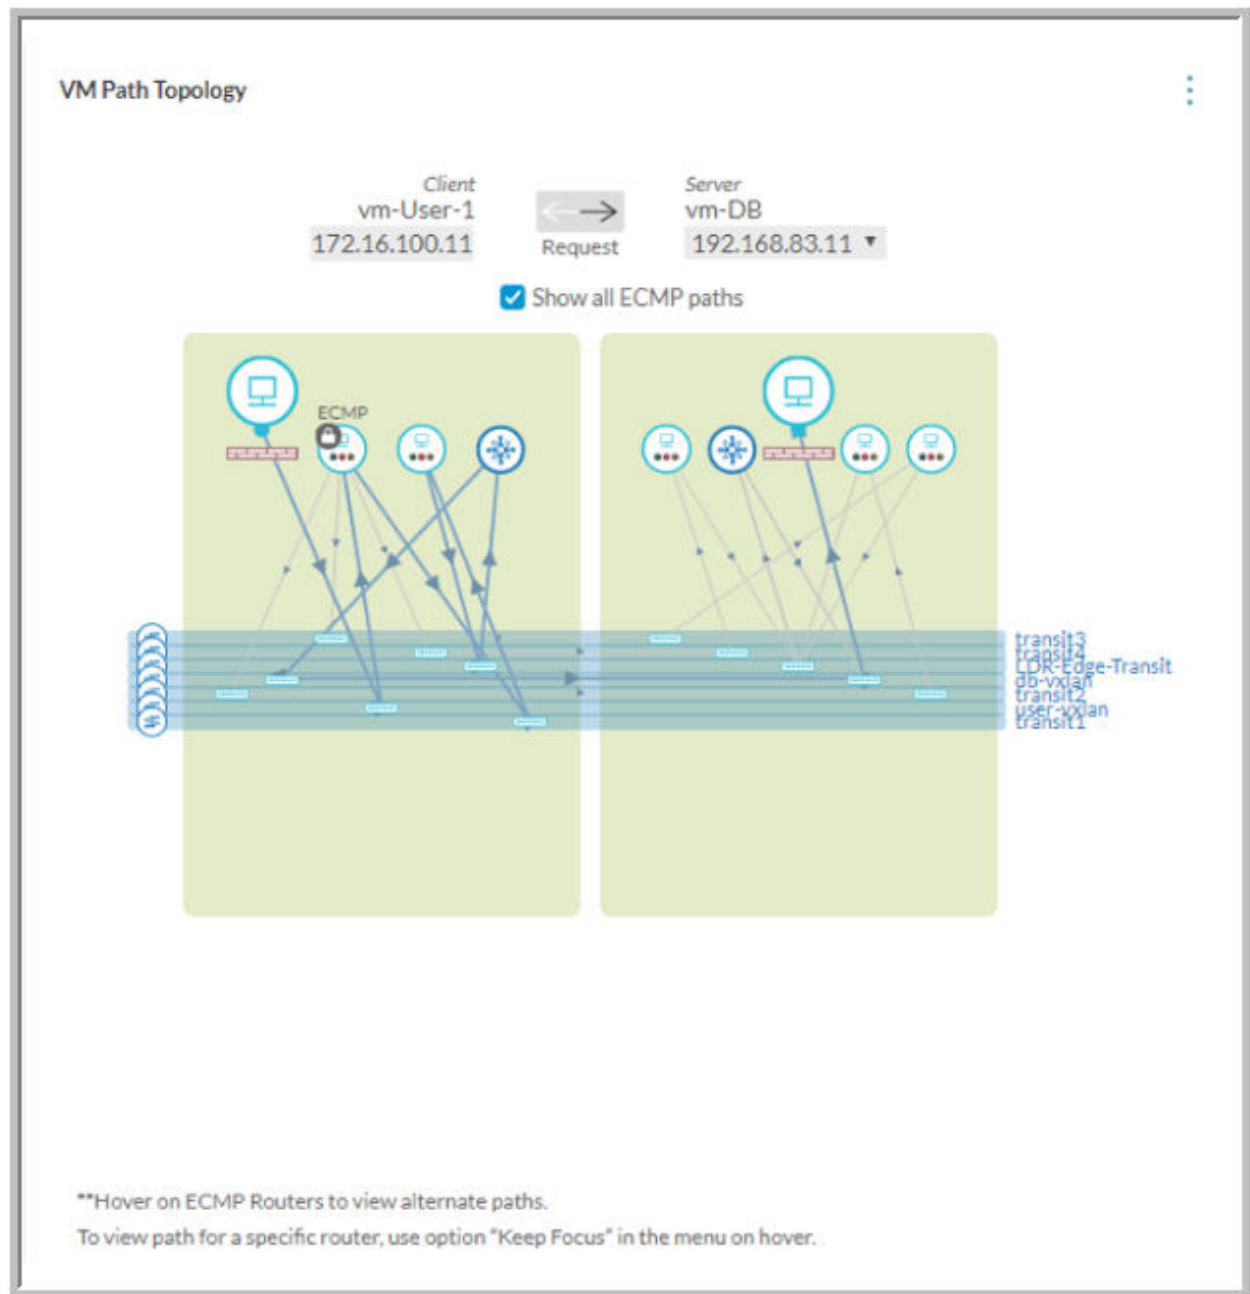 VM Path Topology
Client
Server
vm-User-1
vm-DB
172.16.100.11
192.168.83.11
Request
Show all ECMP paths
ECMP
transit3
transit4
LDR-Edge-Transit
db-vxlan
transit2
user-vxlan
transit1
**Hover on ECMP Routers to view alternate paths.
To view path for a specific router, use option "Keep Focus" in the menu on hover.